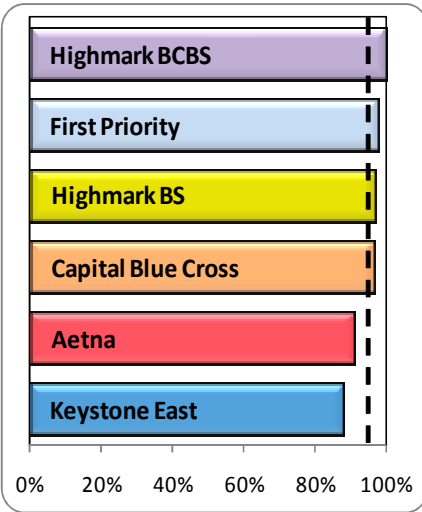 Highmark BCBS
First Priority
Highmark BS
Capital Blue Cross
Aetna
Keystone East
0% 20% 40% 60% 80% 100%